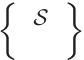 { 𝒮 }